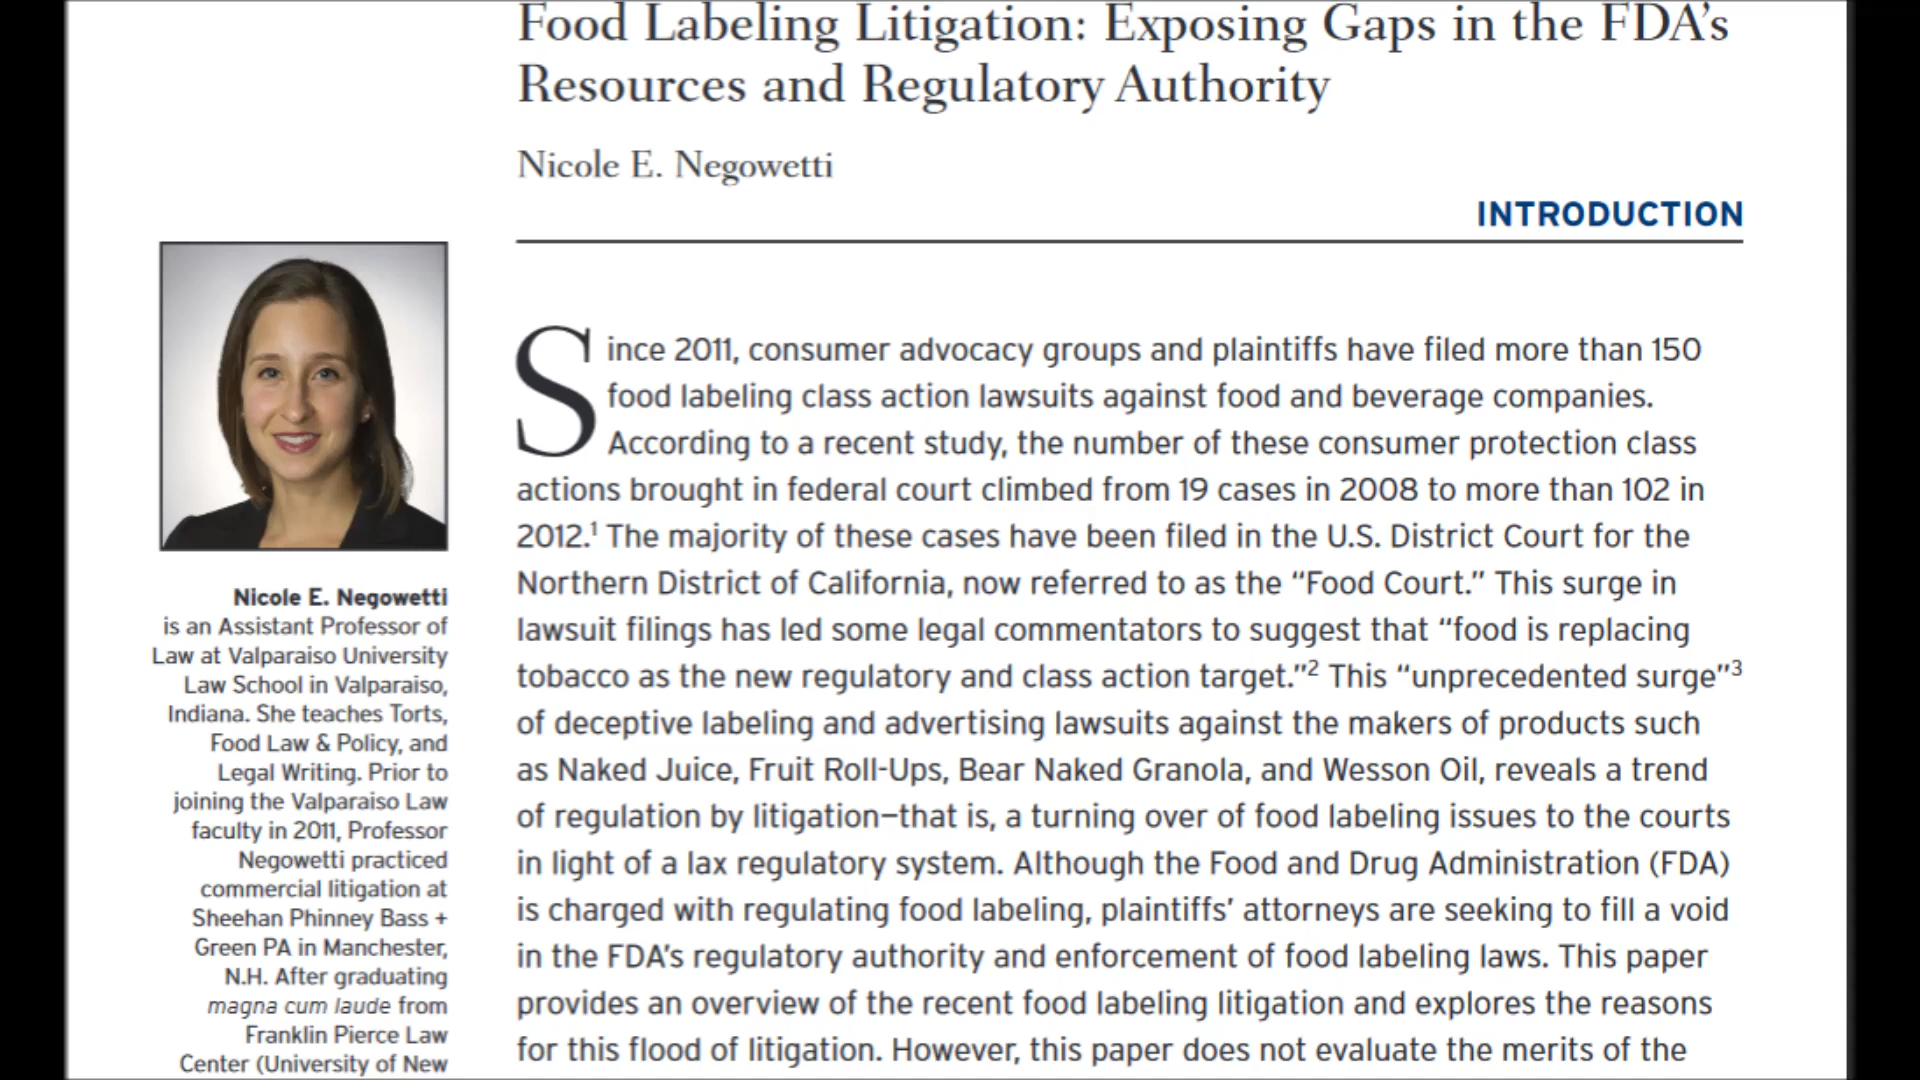 Food Labeling Litigation: Exposing Gaps in the FDA’s
Resources and Regulatory Authority
Nicole E. Negowetti
INTRODUCTION
Since 2011, consumer advocacy groups and plaintiffs have filed more than 150
food labeling class action lawsuits against food and beverage companies.
According to a recent study, the number of these consumer protection class
actions brought in federal court climbed from 19 cases in 2008 to more than 102 in
2012.¹ The majority of these cases have been filed in the U.S. District Court for the
Northern District of California, now referred to as the “Food Court.” This surge in
lawsuit filings has led some legal commentators to suggest that “food is replacing
tobacco as the new regulatory and class action target.”² This “unprecedented surge”³
of deceptive labeling and advertising lawsuits against the makers of products such
as Naked Juice, Fruit Roll-Ups, Bear Naked Granola, and Wesson Oil, reveals a trend
of regulation by litigation—that is, a turning over of food labeling issues to the courts
in light of a lax regulatory system. Although the Food and Drug Administration (FDA)
is charged with regulating food labeling, plaintiffs’ attorneys are seeking to fill a void
in the FDA’s regulatory authority and enforcement of food labeling laws. This paper
provides an overview of the recent food labeling litigation and explores the reasons
for this flood of litigation. However, this paper does not evaluate the merits of the
Nicole E. Negowetti
is an Assistant Professor of
Law at Valparaiso University
Law School in Valparaiso,
Indiana. She teaches Torts,
Food Law & Policy, and
Legal Writing. Prior to
joining the Valparaiso Law
faculty in 2011, Professor
Negowetti practiced
commercial litigation at
Sheehan Phinney Bass +
Green PA in Manchester,
N.H. After graduating
magna cum laude from
Franklin Pierce Law
Center (University of New